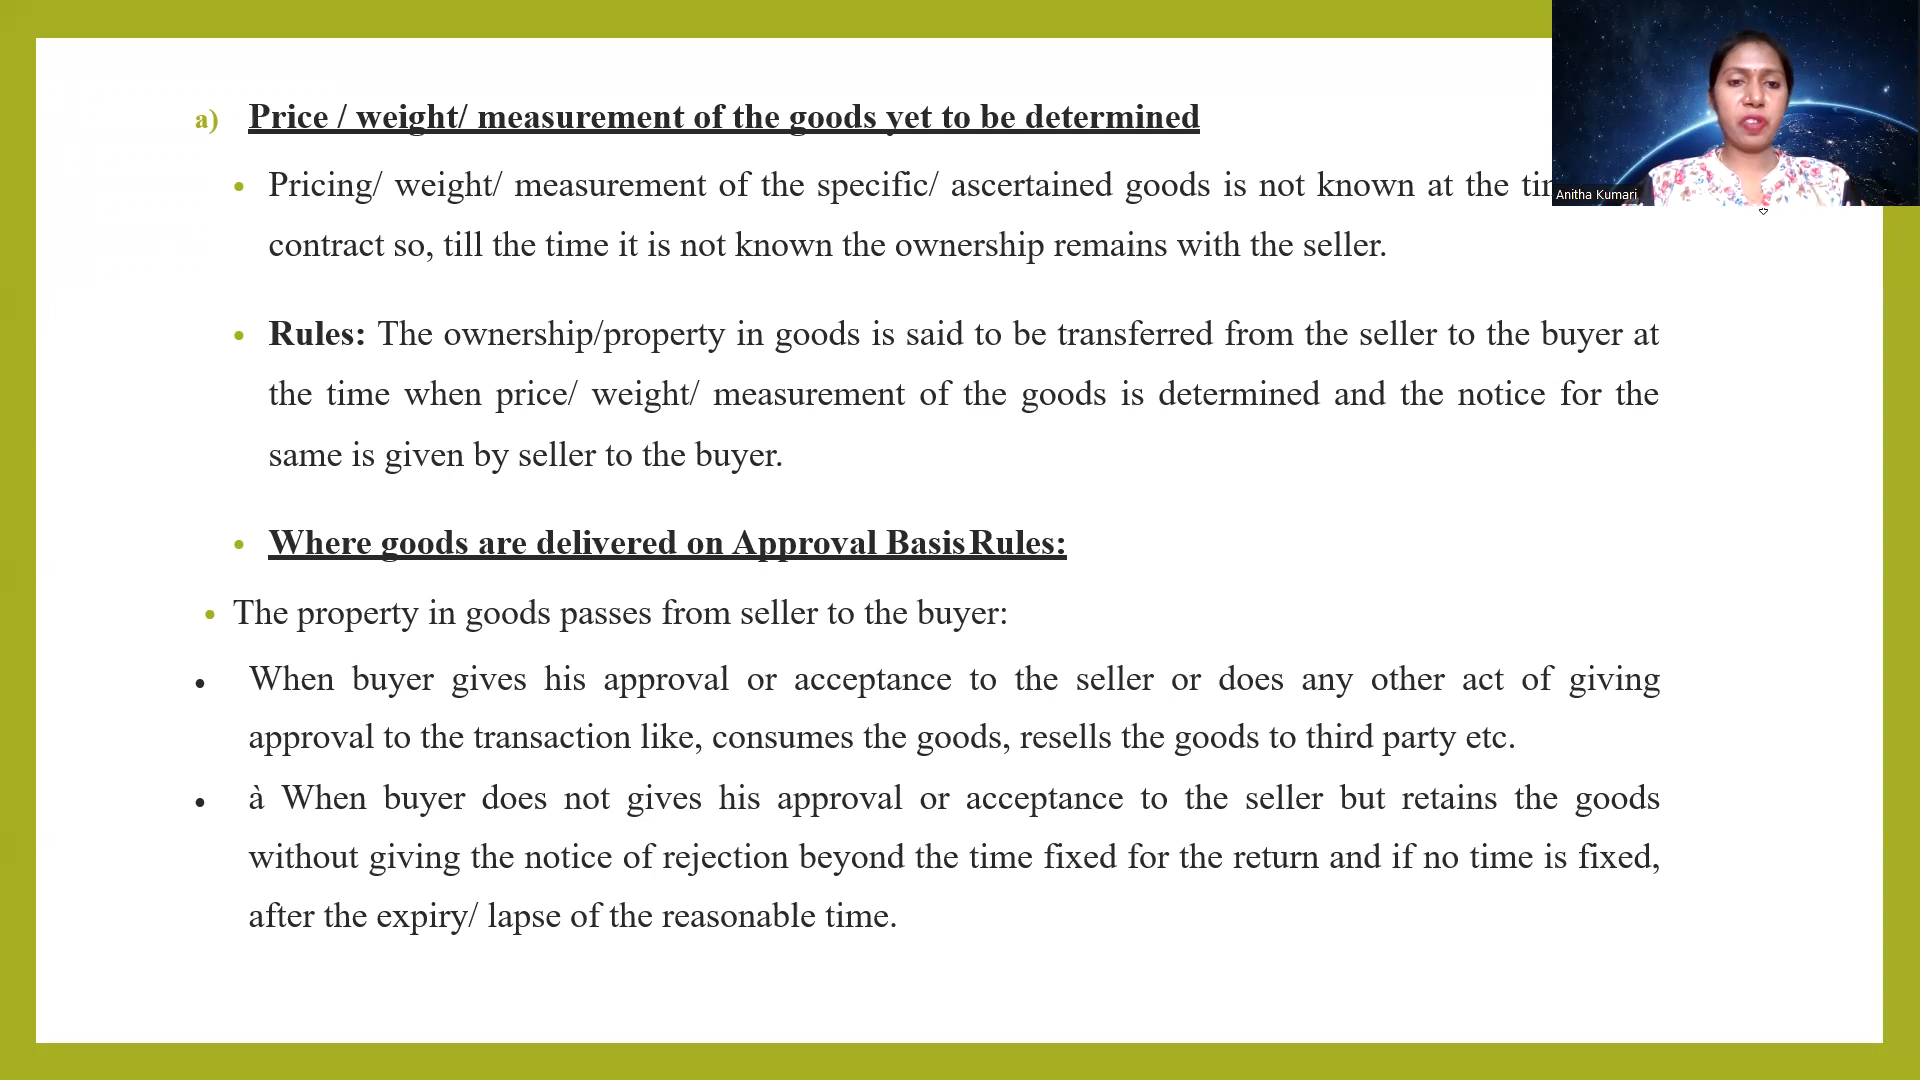 a) Price / weight/ measurement of the goods yet to be determined
• Pricing/ weight/ measurement of the specific/ ascertained goods is not known at the
contract so, till the time it is not known the ownership remains with the seller.
• Rules: The ownership/property in goods is said to be transferred from the seller to the buyer at
the time when price/ weight/ measurement of the goods is determined and the notice for the
same is given by seller to the buyer.
• Where goods are delivered on Approval Basis Rules:
• The property in goods passes from seller to the buyer:
• When buyer gives his approval or acceptance to the seller or does any other act of giving
approval to the transaction like, consumes the goods, resells the goods to third party etc.
• à When buyer does not gives his approval or acceptance to the seller but retains the goods
without giving the notice of rejection beyond the time fixed for the return and if no time is fixed,
after the expiry/ lapse of the reasonable time.
Anitha Kumari